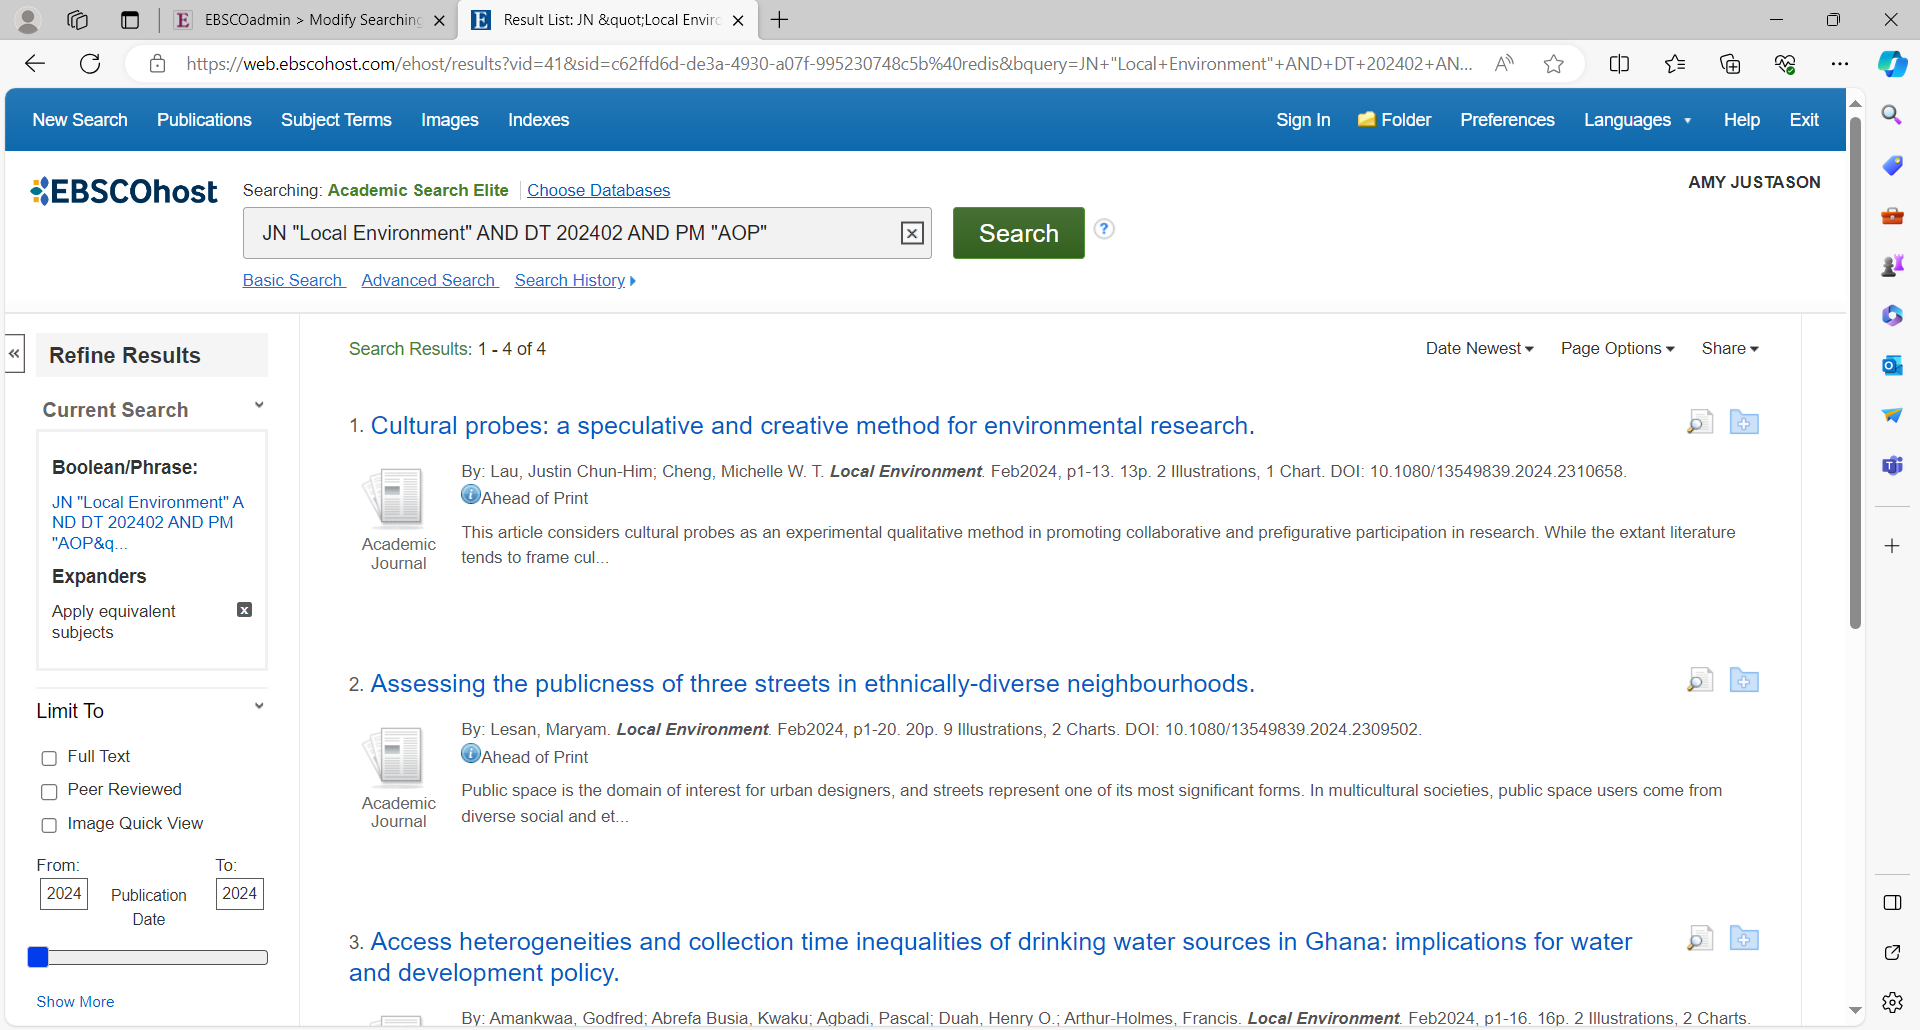 EBSCOadmin > Modify Searching
Result List: JN &quot;Local Enviro
https://web.ebscohost.com/ehost/results?vid=41&sid=c62ffd6d-de3a-4930-a07f-995230748c5b%40redis&bquery=JN+"Local+Environment"+AND+DT+202402+AN...
New Search Publications Subject Terms Images Indexes Sign In Folder Preferences Languages Help Exit
EBSCOhost
Searching: Academic Search Elite Choose Databases
AMY JUSTASON
JN "Local Environment" AND DT 202402 AND PM "AOP"
Search
?
Basic Search Advanced Search Search History
«
Refine Results
Current Search
Boolean/Phrase:
JN "Local Environment" A
ND DT 202402 AND PM
"AOP&q...
Expanders
Apply equivalent
subjects
Limit To
Full Text
Peer Reviewed
Image Quick View
From: To:
2024 Publication 2024
Date
Show More
Search Results: 1 - 4 of 4
Date Newest Page Options Share
1. Cultural probes: a speculative and creative method for environmental research.
By: Lau, Justin Chun-Him; Cheng, Michelle W. T. Local Environment. Feb2024, p1-13. 13p. 2 Illustrations, 1 Chart. DOI: 10.1080/13549839.2024.2310658.
Ahead of Print
Academic
Journal
This article considers cultural probes as an experimental qualitative method in promoting collaborative and prefigurative participation in research. While the extant literature
tends to frame cul...
2. Assessing the publicness of three streets in ethnically-diverse neighbourhoods.
By: Lesan, Maryam. Local Environment. Feb2024, p1-20. 20p. 9 Illustrations, 2 Charts. DOI: 10.1080/13549839.2024.2309502.
Ahead of Print
Academic
Journal
Public space is the domain of interest for urban designers, and streets represent one of its most significant forms. In multicultural societies, public space users come from
diverse social and et...
3. Access heterogeneities and collection time inequalities of drinking water sources in Ghana: implications for water
and development policy.
By: Amankwaa, Godfred; Abrefa Busia, Kwaku; Agbadi, Pascal; Duah, Henry O.; Arthur-Holmes, Francis. Local Environment. Feb2024, p1-16. 16p. 2 Illustrations, 2 Charts.